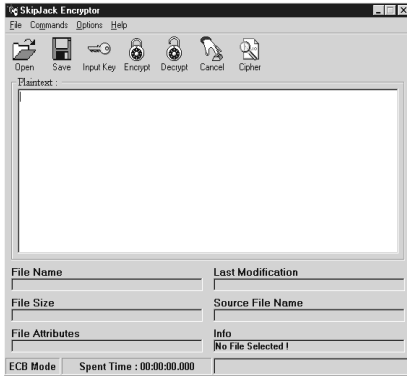 SkipJack Encryptor
File Commands Options Help
Open Save Input Key Encrypt Decrypt Cancel Cipher
Plaintext :
File Name Last Modification
File Size Source File Name
File Attributes Info
No File Selected !
ECB Mode Spent Time : 00:00:00.000